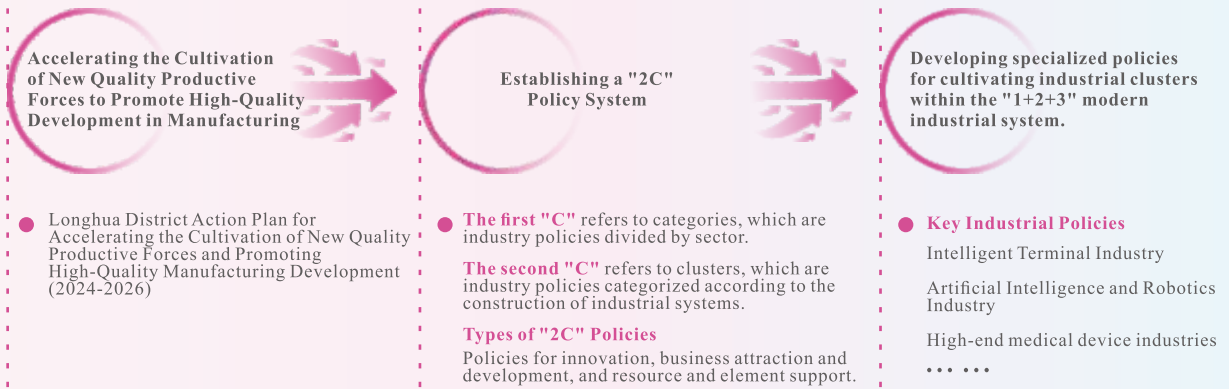 Accelerating the Cultivation
of New Quality Productive
Forces to Promote High-Quality
Development in Manufacturing
Longhua District Action Plan for
Accelerating the Cultivation of New Quality
Productive Forces and Promoting
High-Quality Manufacturing Development
(2024-2026)
Establishing a "2C"
Policy System
The first "C" refers to categories, which are
industry policies divided by sector.
The second "C" refers to clusters, which are
industry policies categorized according to the
construction of industrial systems.
Types of "2C" Policies
Policies for innovation, business attraction and
development, and resource and element support.
Developing specialized policies
for cultivating industrial clusters
within the "1+2+3" modern
industrial system.
Key Industrial Policies
Intelligent Terminal Industry
Artificial Intelligence and Robotics
Industry
High-end medical device industries
... ...